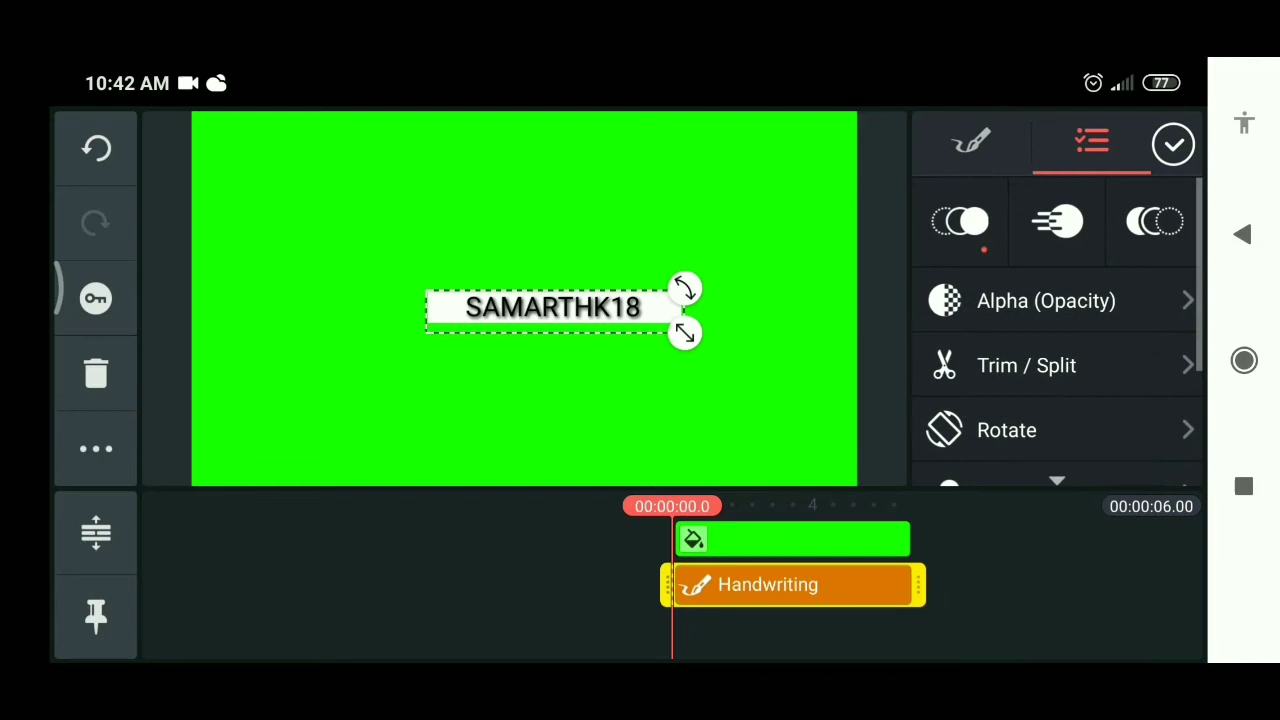 10:42 AM
77
SAMARTHK18
Alpha (Opacity)
Trim / Split
Rotate
00:00:00.0
4
00:00:06.00
Handwriting